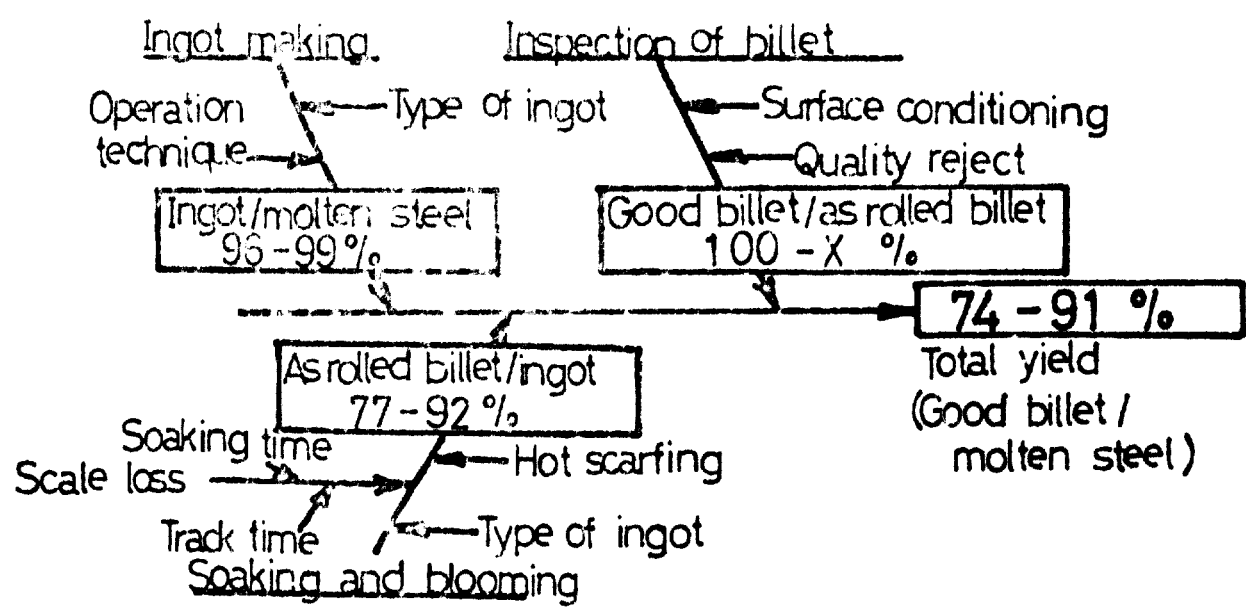 Ingot making
Inspection of billet
Operation technique
Type of ingot
Surface conditioning
Quality reject
Ingot/molten steel
96-99%
Good billet/as rolled billet
100 - X %
74-91 %
Total yield
(Good billet/
molten steel)
As rolled billet/ingot
77-92%
Soaking time
Scale loss
Hot scarfing
Track time
Type of ingot
Soaking and blooming